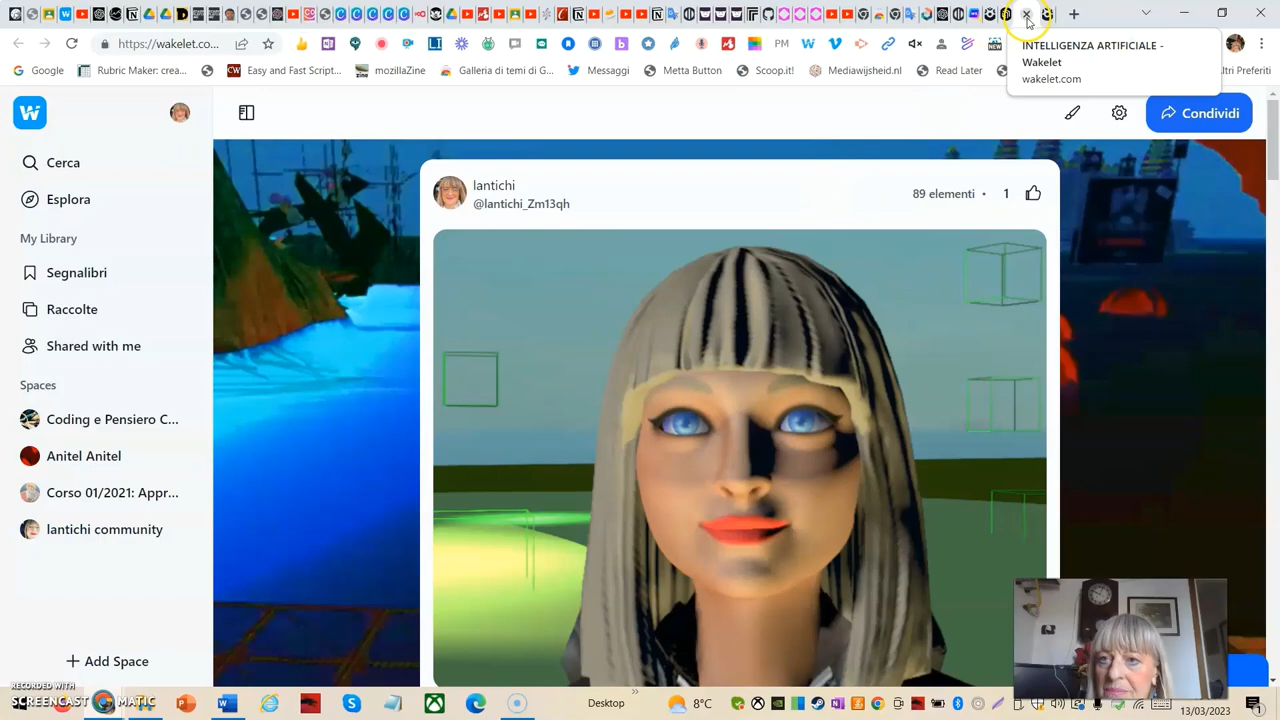 INTELLIGENZA ARTIFICIALE -
Wakelet
wakelet.com
https://wakelet.co...
PM
NEW
Google
Rubric Maker: crea...
CW
Easy and Fast Script...
mozillaZine
Galleria di temi di G...
Messaggi
Metta Button
Scoop.it!
Mediawijsheid.nl
Read Later
ltri Preferiti
W
Condividi
Cerca
Esplora
My Library
Segnalibri
Raccolte
Shared with me
Spaces
Coding e Pensiero C...
Anitel Anitel
Corso 01/2021: Appr...
lantichi community
+ Add Space
lantichi
@lantichi_Zm13qh
89 elementi • 1
RECORDED WITH
SCREENCAST MATIC
Desktop
8°C
13/03/2023